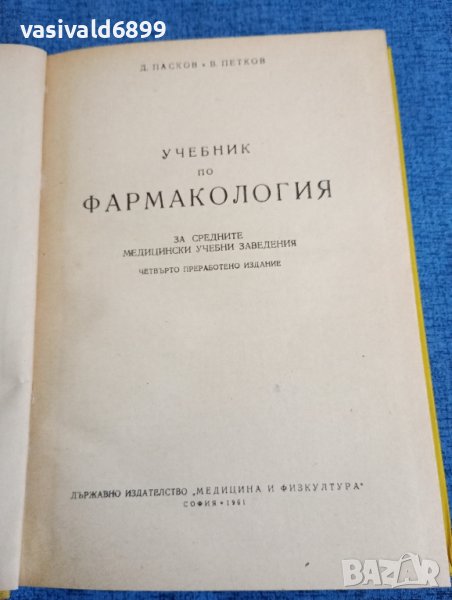 vasivald6899
Д. ПАСКОВ • В. ПЕТКОВ
УЧЕБНИК
ПО
ФАРМАКОЛОГИЯ
ЗА СРЕДНИТЕ
МЕДИЦИНСКИ УЧЕБНИ ЗАВЕДЕНИЯ
ЧЕТВЪРТО ПРЕРАБОТЕНО ИЗДАНИЕ
ДЪРЖАВНО ИЗДАТЕЛСТВО „МЕДИЦИНА И ФИЗКУЛТУРА“
СОФИЯ • 1961
BAZAR